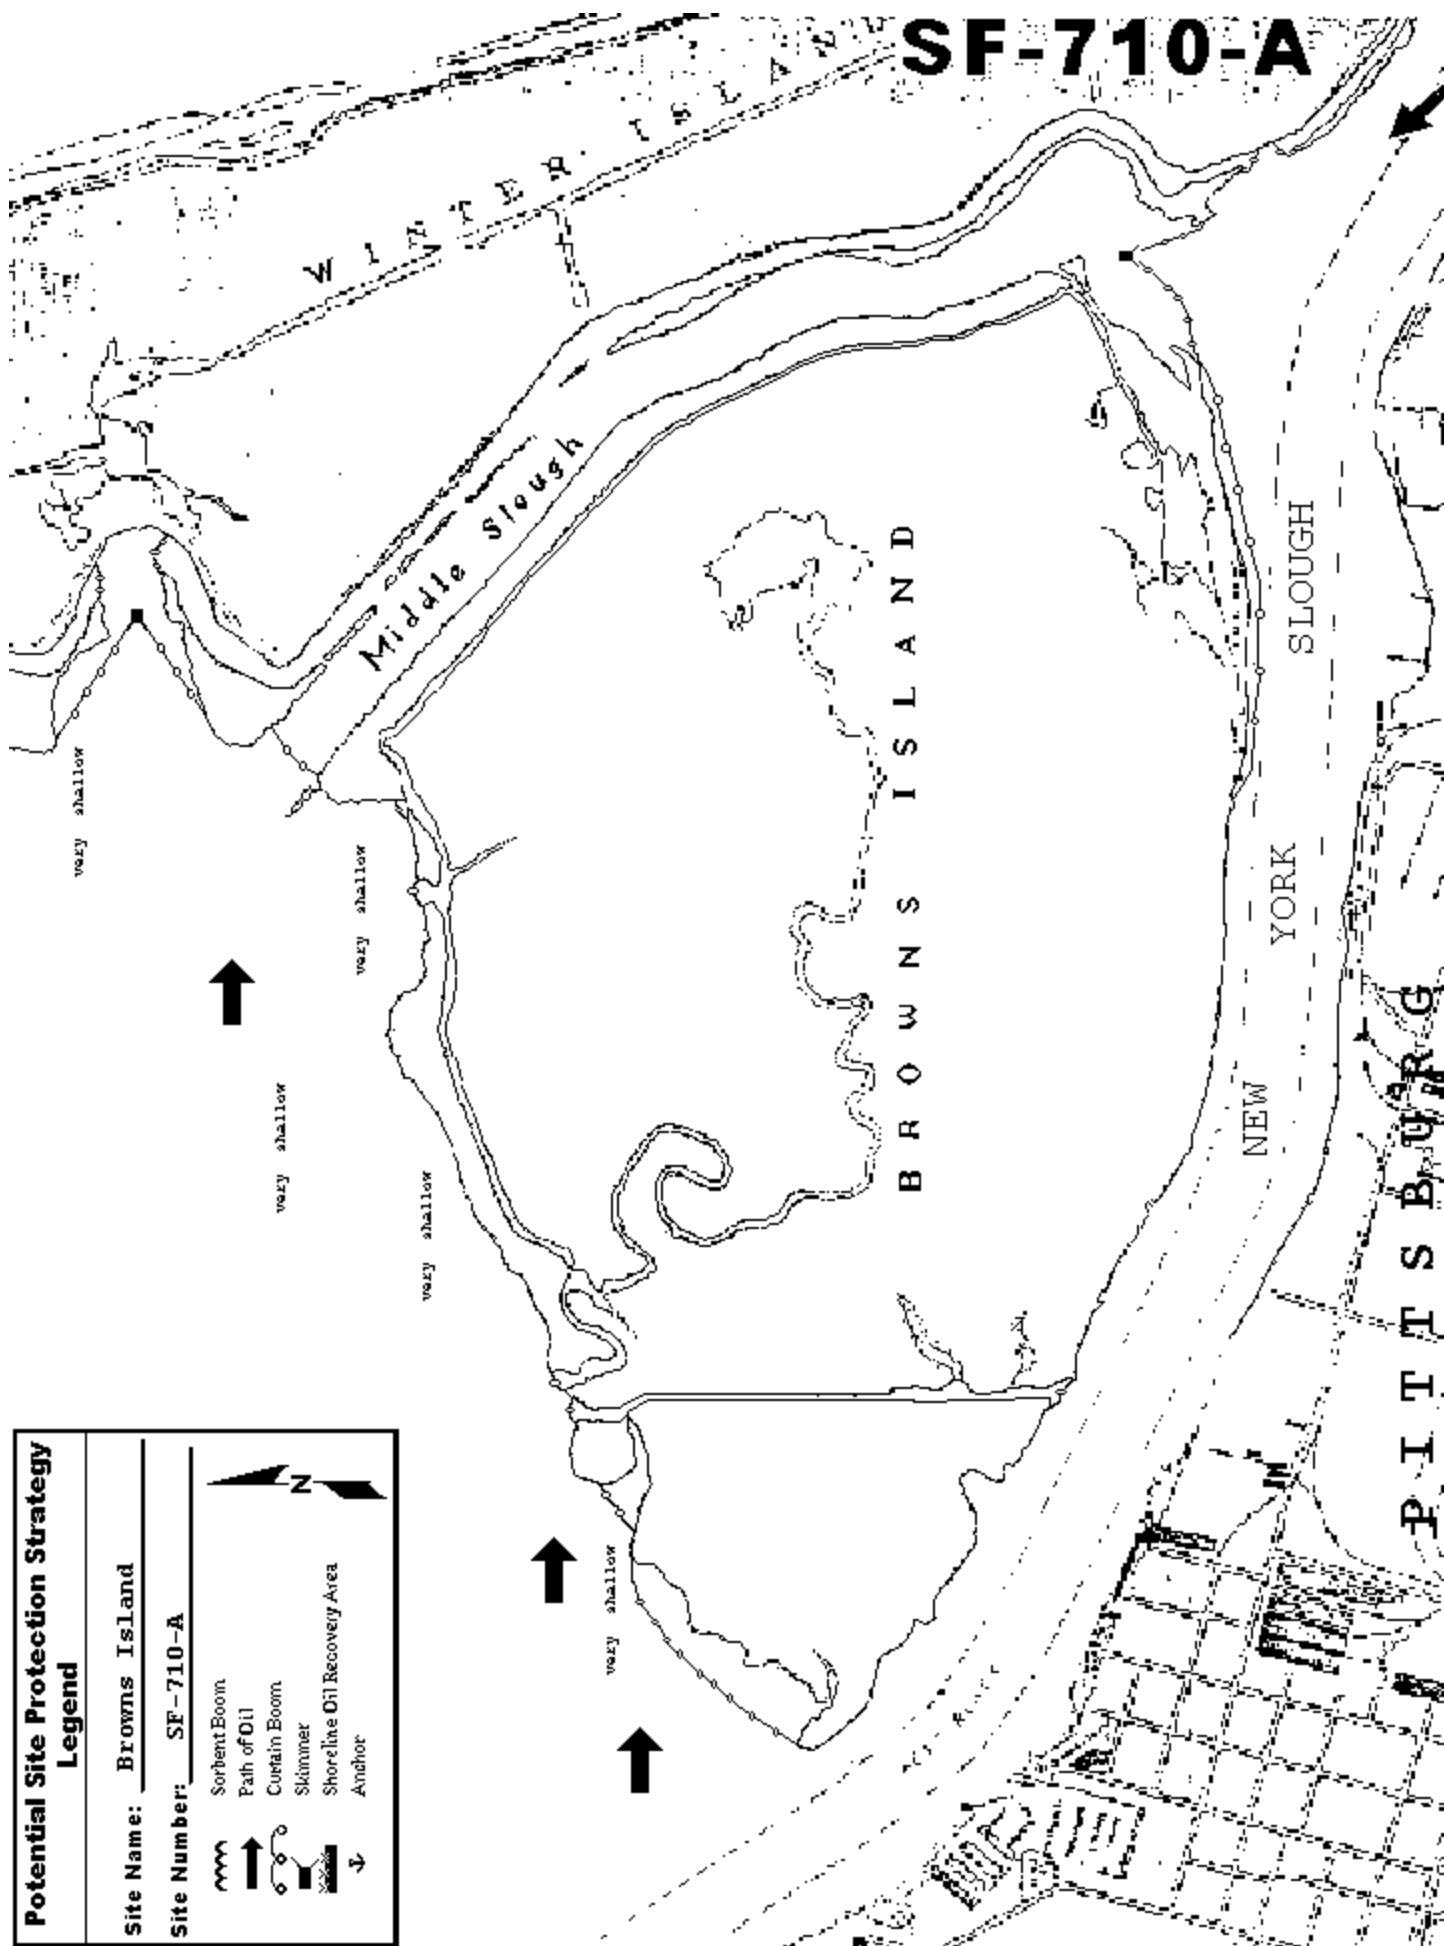 SF-710-A
WINTER ISLAND
Middle Slough
BROWNS ISLAND
NEW YORK SLOUGH
PITTSBURG
very shallow
very shallow
very shallow
very shallow
very shallow
Potential Site Protection Strategy
Legend
Site Name: Browns Island
Site Number: SF-710-A
Sorbent Boom
Path of Oil
Curtain Boom
Skimmer
Shoreline Oil Recovery Area
Anchor
N